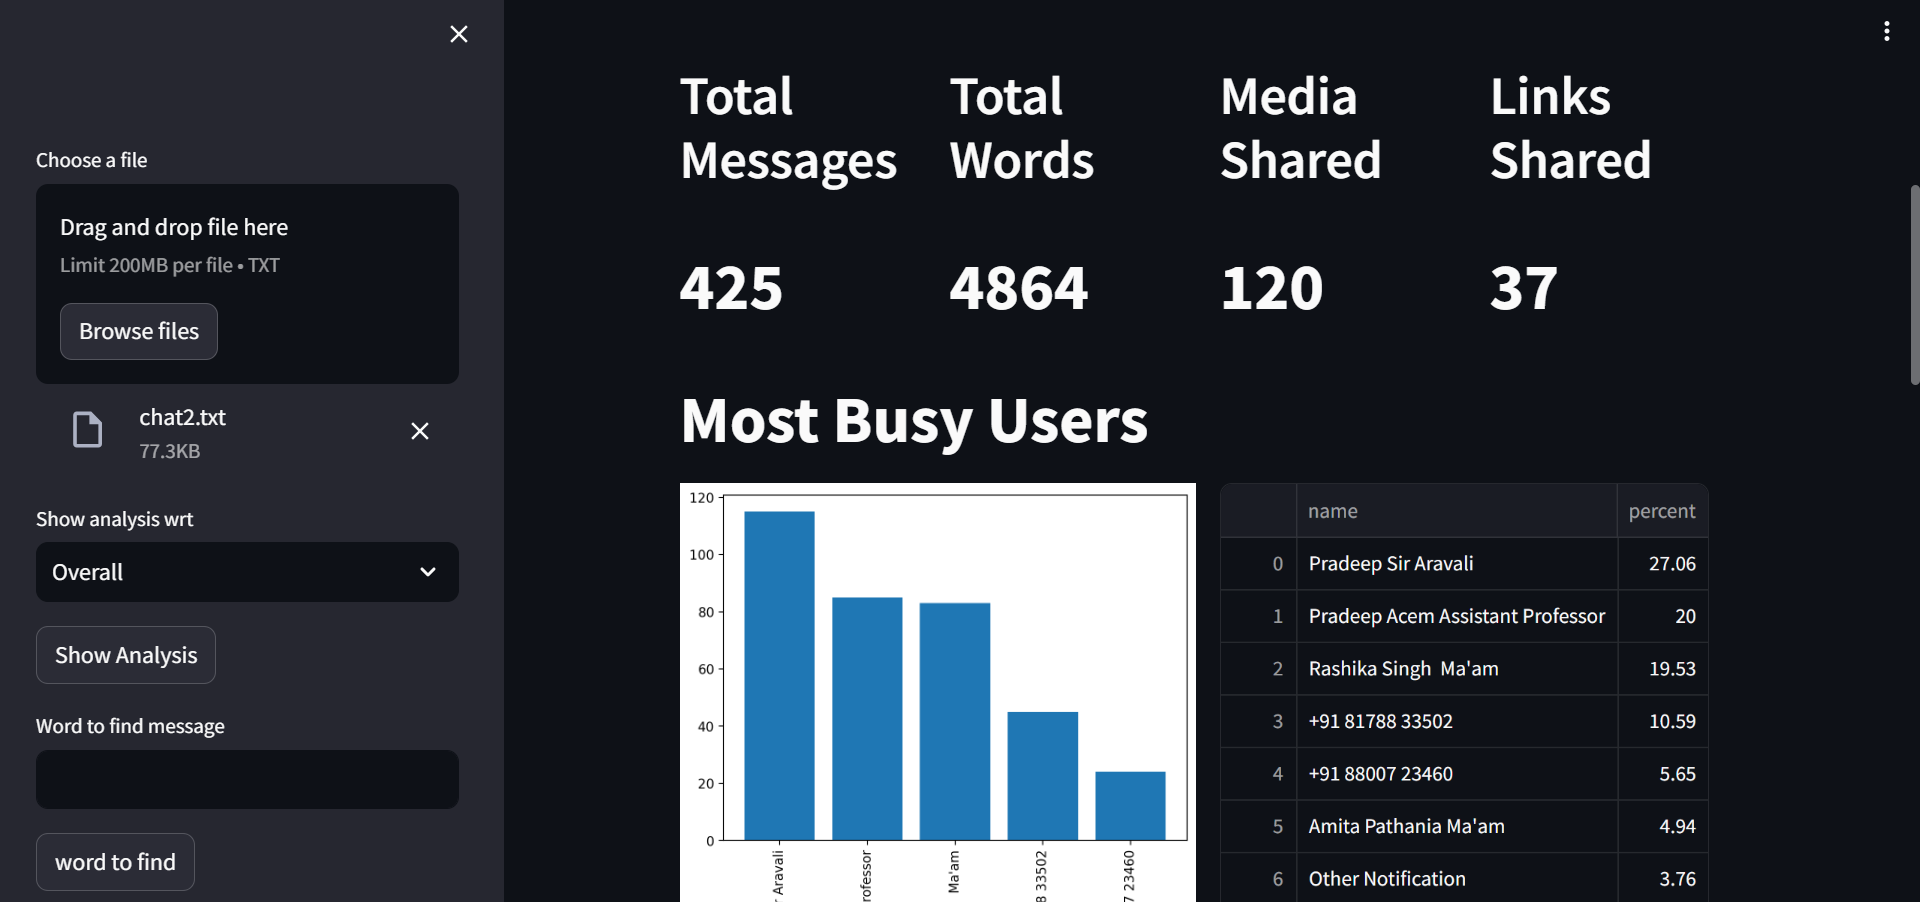 Choose a file
Drag and drop file here
Limit 200MB per file • TXT
Browse files
chat2.txt
77.3KB
Show analysis wrt
Overall
Show Analysis
Word to find message
word to find
Total Messages
Total Words
Media Shared
Links Shared
425
4864
120
37
Most Busy Users
120
100
80
60
40
20
0
Aravali
rofessor
Ma'am
8 33502
7 23460
name percent
0 Pradeep Sir Aravali 27.06
1 Pradeep Acem Assistant Professor 20
2 Rashika Singh  Ma'am 19.53
3 +91 81788 33502 10.59
4 +91 88007 23460 5.65
5 Amita Pathania Ma'am 4.94
6 Other Notification 3.76